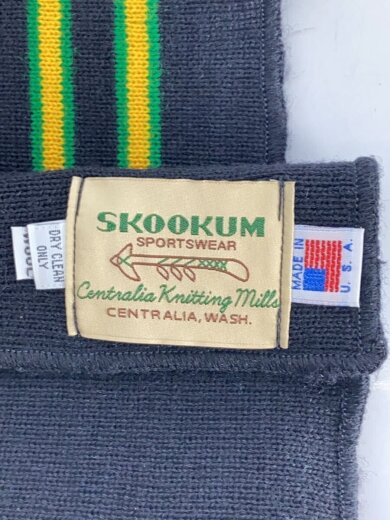 SKOOKUM
SPORTSWEAR
Centralia Knitting Mills
CENTRALIA, WASH.
DRY CLEAN
ONLY
MADE IN
U. S. A.